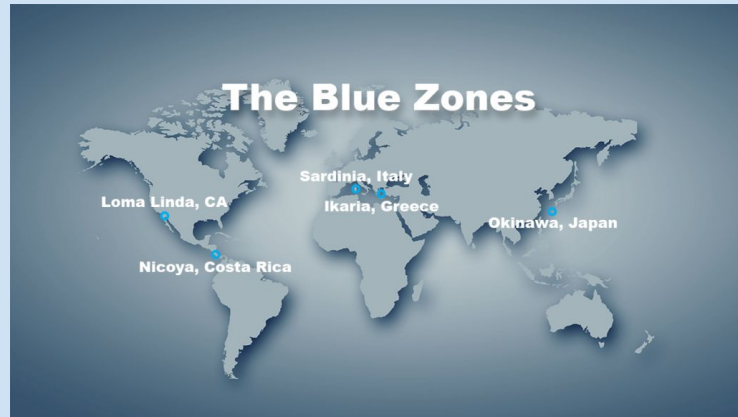 The Blue Zones
Sardinia, Italy
Loma Linda, CA
Ikaria, Greece
Okinawa, Japan
Nicoya, Costa Rica